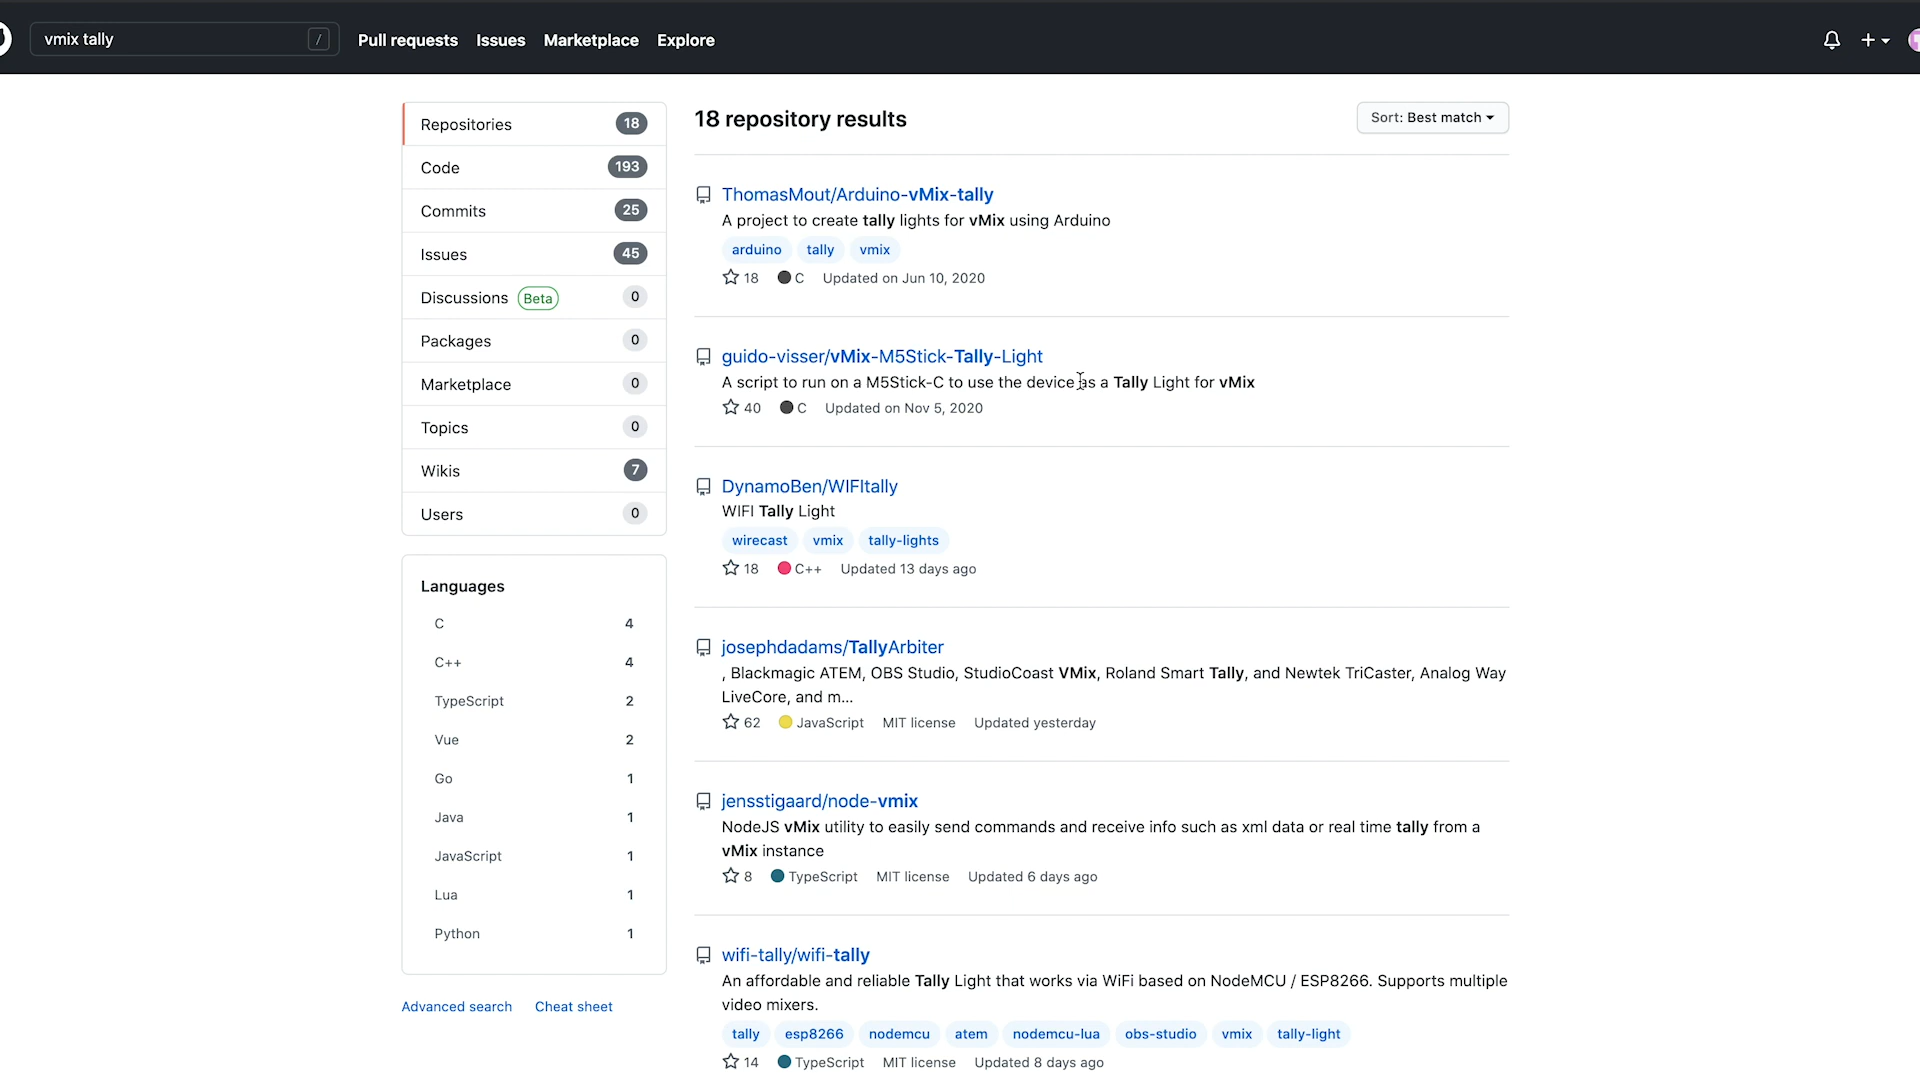 vmix tally
/
Pull requests
Issues
Marketplace
Explore
Repositories 18
Code 193
Commits 25
Issues 45
Discussions Beta 0
Packages 0
Marketplace 0
Topics 0
Wikis 7
Users 0
Languages
C 4
C++ 4
TypeScript 2
Vue 2
Go 1
Java 1
JavaScript 1
Lua 1
Python 1
Advanced search Cheat sheet
18 repository results
Sort: Best match
ThomasMout/Arduino-vMix-tally
A project to create tally lights for vMix using Arduino
arduino tally vmix
18 C Updated on Jun 10, 2020
guido-visser/vMix-M5Stick-Tally-Light
A script to run on a M5Stick-C to use the device as a Tally Light for vMix
40 C Updated on Nov 5, 2020
DynamoBen/WIFItally
WIFI Tally Light
wirecast vmix tally-lights
18 C++ Updated 13 days ago
josephdadams/TallyArbiter
, Blackmagic ATEM, OBS Studio, StudioCoast VMix, Roland Smart Tally, and Newtek TriCaster, Analog Way
LiveCore, and m...
62 JavaScript MIT license Updated yesterday
jensstigaard/node-vmix
NodeJS vMix utility to easily send commands and receive info such as xml data or real time tally from a
vMix instance
8 TypeScript MIT license Updated 6 days ago
wifi-tally/wifi-tally
An affordable and reliable Tally Light that works via WiFi based on NodeMCU / ESP8266. Supports multiple
video mixers.
tally esp8266 nodemcu atem nodemcu-lua obs-studio vmix tally-light
14 TypeScript MIT license Updated 8 days ago